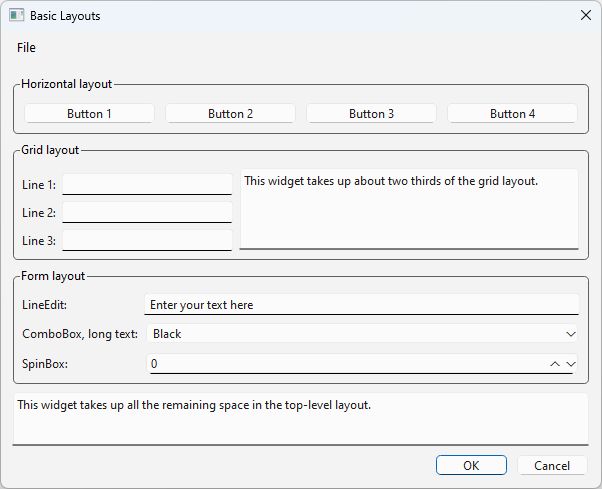 Basic Layouts
File
Horizontal layout
Button 1 Button 2 Button 3 Button 4
Grid layout
Line 1: This widget takes up about two thirds of the grid layout.
Line 2:
Line 3:
Form layout
LineEdit: Enter your text here
ComboBox, long text: Black
SpinBox: 0
This widget takes up all the remaining space in the top-level layout.
OK Cancel